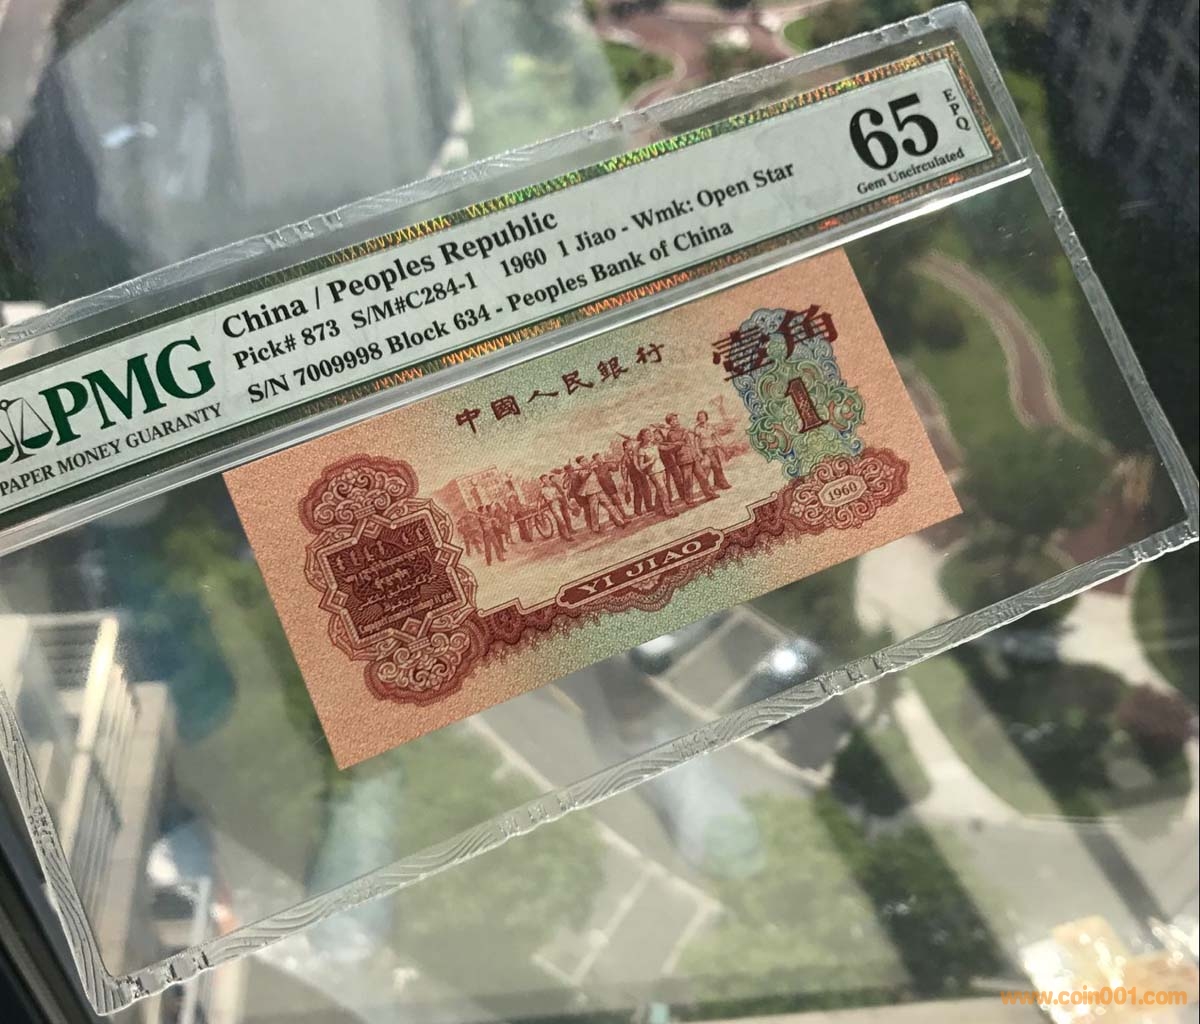 China / Peoples Republic
Pick# 873 S/M#C284-1 1960 1 Jiao - Wmk: Open Star
S/N 7009998 Block 634 - Peoples Bank of China
65
EPQ
Gem Uncirculated
PMG
PAPER MONEY GUARANTY
中國人民銀行
壹角
1
1960
YI JIAO
www.coin001.com